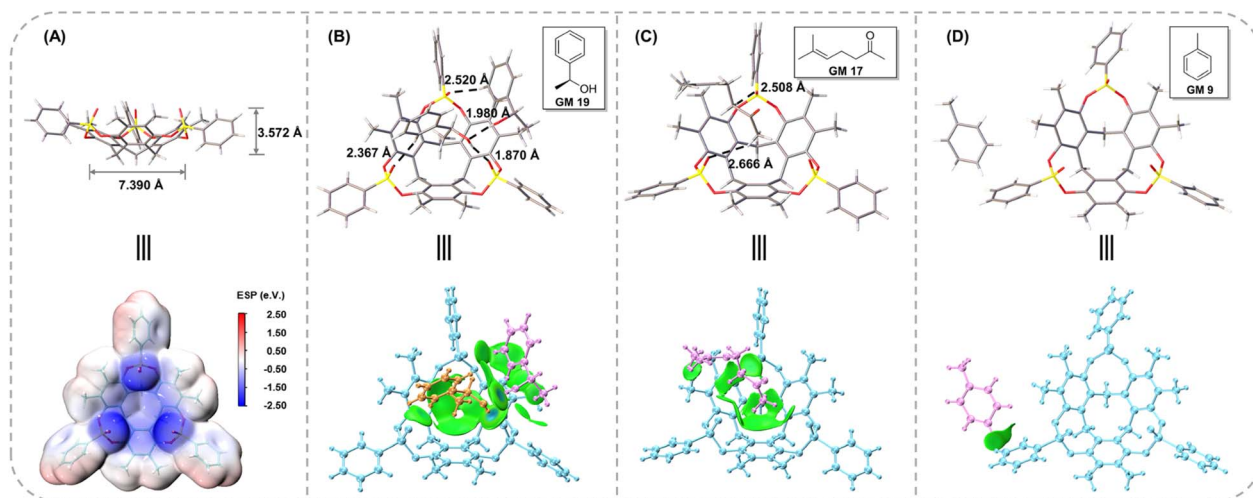 (A)
3.572 Å
7.390 Å
ESP (e.V.)
2.50
1.50
0.50
-0.50
-1.50
-2.50
(B)
OH
GM 19
2.520 Å
1.980 Å
2.367 Å
1.870 Å
(C)
O
GM 17
2.508 Å
2.666 Å
(D)
GM 9